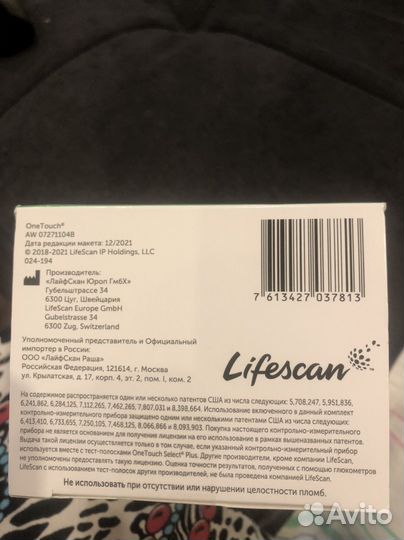 OneTouch®
AW 07271104B
Дата редакции макета: 12/2021
© 2018-2021 LifeScan IP Holdings, LLC
024-194
Производитель:
«ЛайфСкан Юроп ГмбХ»
Губельштрассе 34
6300 Цуг, Швейцария
LifeScan Europe GmbH
Gubelstrasse 34
6300 Zug, Switzerland
7613427037813
Уполномоченный представитель и Официальный
импортер в России:
ООО «ЛайфСкан Раша»
Российская Федерация, 121614, г. Москва
ул. Крылатская, д. 17, корп. 4, эт. 2, пом. I, ком. 2
Lifescan
На содержимое распространяется один или несколько патентов США из следующих: 5,708,247, 5,951,836,
6,241,862, 6,284,125, 7,112,265, 7,462,265, 7,807,031 и 8,398,664. Использование включенного в данный комплект
контрольно-измерительного прибора защищено одним или несколькими патентами США из следующих:
6,413,410, 6,733,655, 7,250,105, 7,468,125, 8,066,866 и 8,093,903. Покупка настоящего контрольно-измерительного
прибора не является основанием для получения лицензии на его использование в рамках вышеназванных патентов.
Выдача такой лицензии осуществляется только в том случае, если указанный контрольно-измерительный прибор
используется вместе с тест-полосками OneTouch Select® Plus. Другие производители, кроме компании LifeScan,
не уполномочены предоставлять такую лицензию. Оценка точности результатов, полученных с помощью глюкометров
LifeScan с использованием тест-полосок других производителей, не была проведена компанией LifeScan.
Не использовать при отсутствии или нарушении целостности пломб.
Avito